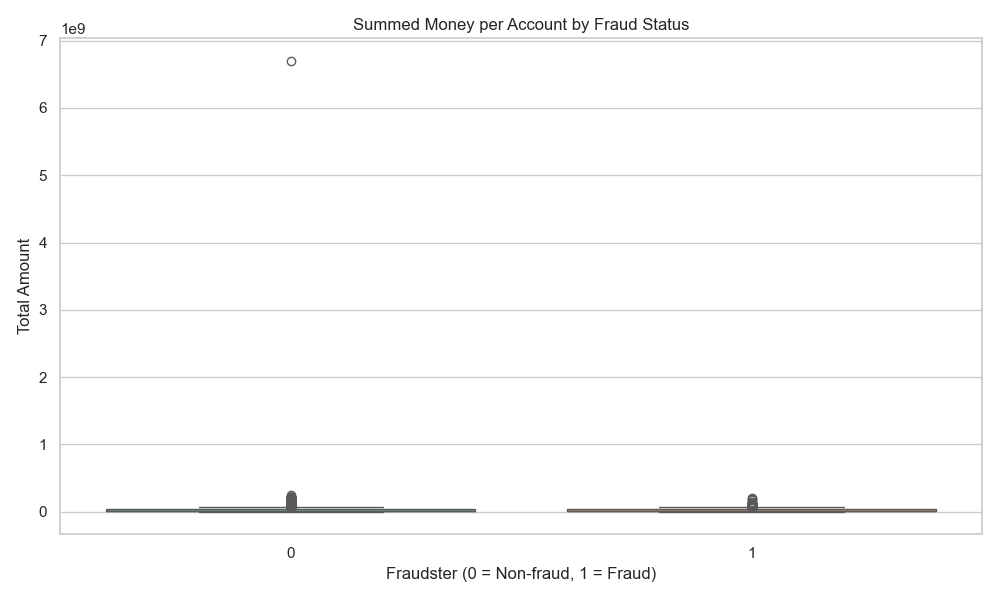 Summed Money per Account by Fraud Status
1e9
7
6
5
4
3
2
1
0
Total Amount
0
1
Fraudster (0 = Non-fraud, 1 = Fraud)